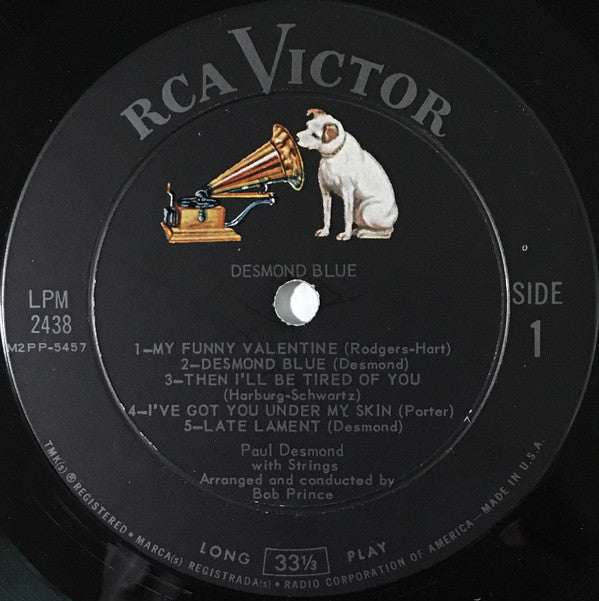 RCA VICTOR
DESMOND BLUE
LPM
2438
M2PP-5457
SIDE
1
1—MY FUNNY VALENTINE (Rodgers-Hart)
2—DESMOND BLUE (Desmond)
3—THEN I'LL BE TIRED OF YOU
(Harburg-Schwartz)
4—I'VE GOT YOU UNDER MY SKIN (Porter)
5—LATE LAMENT (Desmond)
Paul Desmond
with Strings
Arranged and conducted by
Bob Prince
LONG 33⅓ PLAY
TMK(s) ® REGISTERED • MARCA(s) REGISTRADA(s) • RADIO CORPORATION OF AMERICA—MADE IN U.S.A.